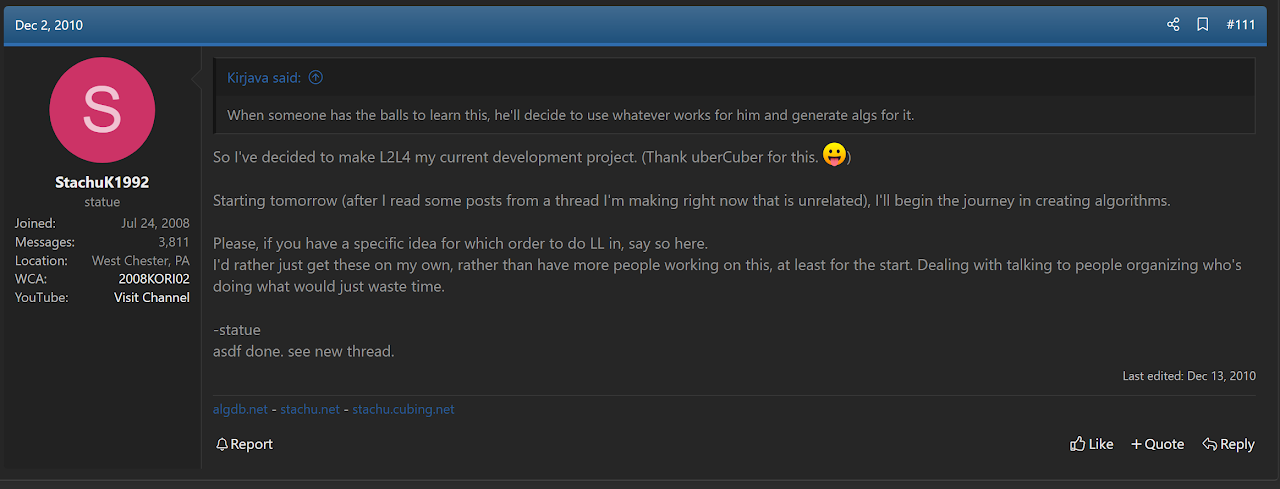 Dec 2, 2010
#111
S
StachuK1992
statue
Joined: Jul 24, 2008
Messages: 3,811
Location: West Chester, PA
WCA: 2008KORI02
YouTube: Visit Channel
Kirjava said:
When someone has the balls to learn this, he'll decide to use whatever works for him and generate algs for it.
So I've decided to make L2L4 my current development project. (Thank uberCuber for this. 😛)
Starting tomorrow (after I read some posts from a thread I'm making right now that is unrelated), I'll begin the journey in creating algorithms.
Please, if you have a specific idea for which order to do LL in, say so here.
I'd rather just get these on my own, rather than have more people working on this, at least for the start. Dealing with talking to people organizing who's
doing what would just waste time.
-statue
asdf done. see new thread.
Last edited: Dec 13, 2010
algdb.net - stachu.net - stachu.cubing.net
Report
Like
+ Quote
Reply